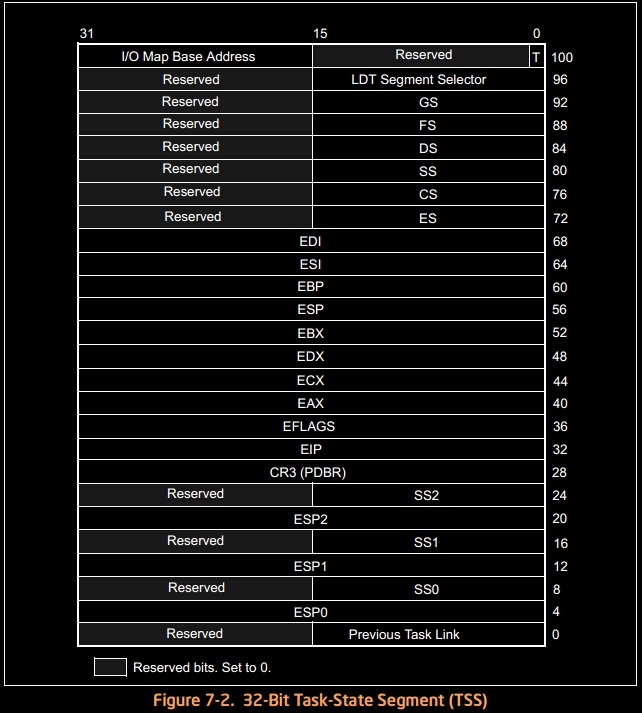 31 15 0
I/O Map Base Address Reserved T 100
Reserved LDT Segment Selector 96
Reserved GS 92
Reserved FS 88
Reserved DS 84
Reserved SS 80
Reserved CS 76
Reserved ES 72
EDI 68
ESI 64
EBP 60
ESP 56
EBX 52
EDX 48
ECX 44
EAX 40
EFLAGS 36
EIP 32
CR3 (PDBR) 28
Reserved SS2 24
ESP2 20
Reserved SS1 16
ESP1 12
Reserved SS0 8
ESP0 4
Reserved Previous Task Link 0
Reserved bits. Set to 0.
Figure 7-2. 32-Bit Task-State Segment (TSS)